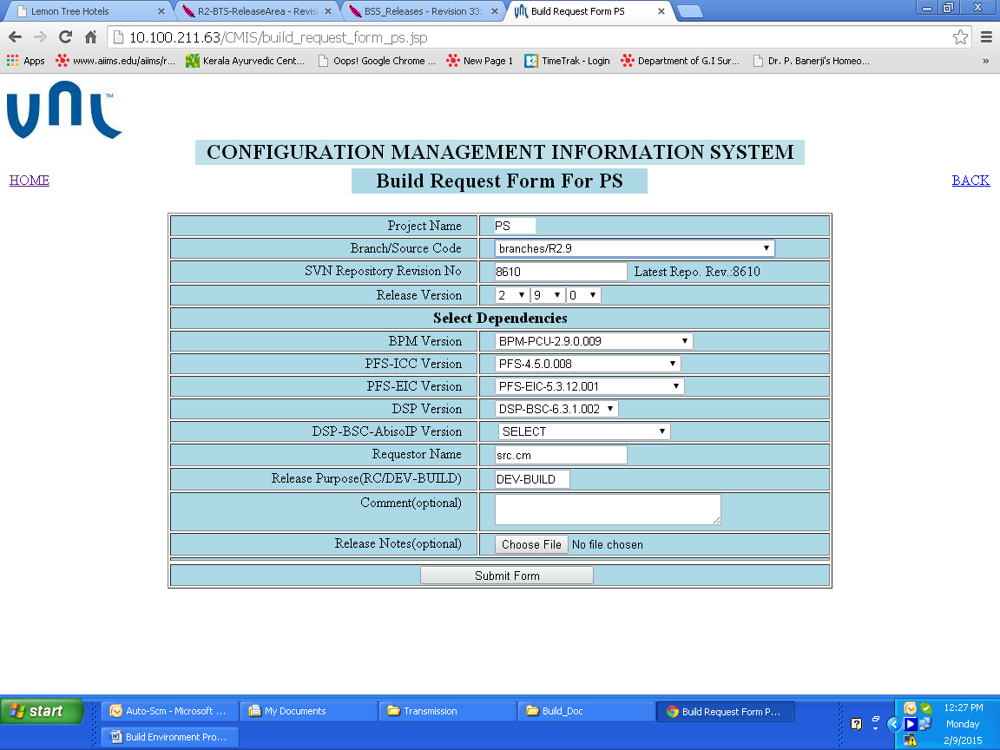 Lemon Tree Hotels
R2-BTS-ReleaseArea - Revisi
BSS_Releases - Revision 33:
Build Request Form PS
10.100.211.63/CMIS/build_request_form_ps.jsp
Apps
www.aiims.edu/aiims/r...
Kerala Ayurvedic Cent...
Oops! Google Chrome ...
New Page 1
TimeTrak - Login
Department of G.I Sur...
Dr. P. Banerji's Homeo...
»
vnl™
CONFIGURATION MANAGEMENT INFORMATION SYSTEM
HOME
Build Request Form For PS
BACK
Project Name PS
Branch/Source Code branches/R2.9
SVN Repository Revision No 8610 Latest Repo. Rev.:8610
Release Version 2 9 0
Select Dependencies
BPM Version BPM-PCU-2.9.0.009
PFS-ICC Version PFS-4.5.0.008
PFS-EIC Version PFS-EIC-5.3.12.001
DSP Version DSP-BSC-6.3.1.002
DSP-BSC-AbisoIP Version SELECT
Requestor Name src.cm
Release Purpose(RC/DEV-BUILD) DEV-BUILD
Comment(optional)
Release Notes(optional) Choose File No file chosen
Submit Form
start
Auto-Scm - Microsoft ...
My Documents
Transmission
Build_Doc
Build Request Form P...
Build Environment Pro...
12:27 PM
Monday
2/9/2015